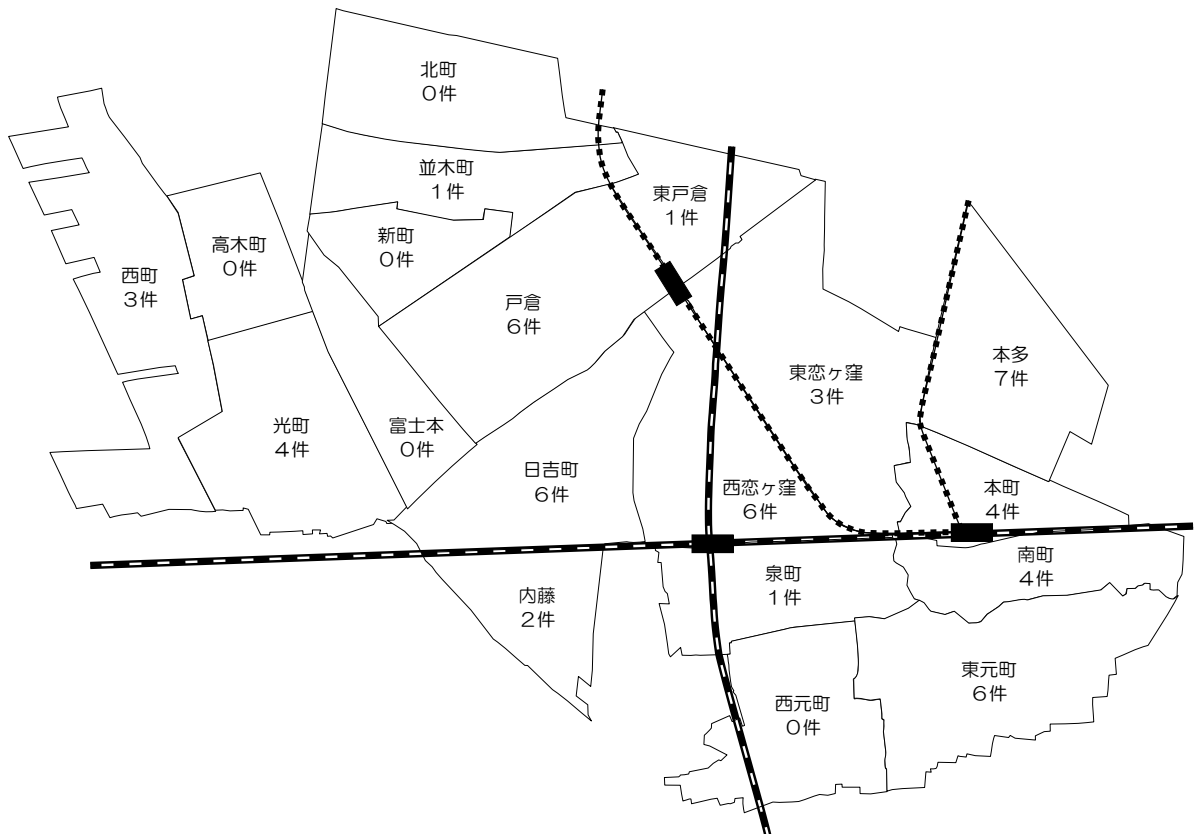 北町
０件
並木町
１件
東戸倉
１件
新町
０件
高木町
０件
西町
３件
戸倉
６件
本多
７件
東恋ヶ窪
３件
光町
４件
富士本
０件
日吉町
６件
西恋ヶ窪
６件
本町
４件
南町
４件
泉町
１件
内藤
２件
東元町
６件
西元町
０件